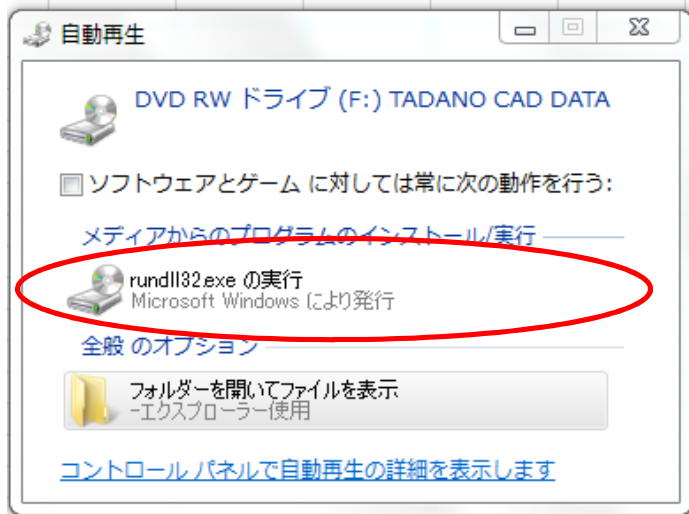 自動再生
DVD RW ドライブ (F:) TADANO CAD DATA
ソフトウェアとゲーム に対しては常に次の動作を行う:
メディアからのプログラムのインストール/実行
rundll32.exe の実行
Microsoft Windows により発行
全般 のオプション
フォルダーを開いてファイルを表示
-エクスプローラー使用
コントロール パネルで自動再生の詳細を表示します